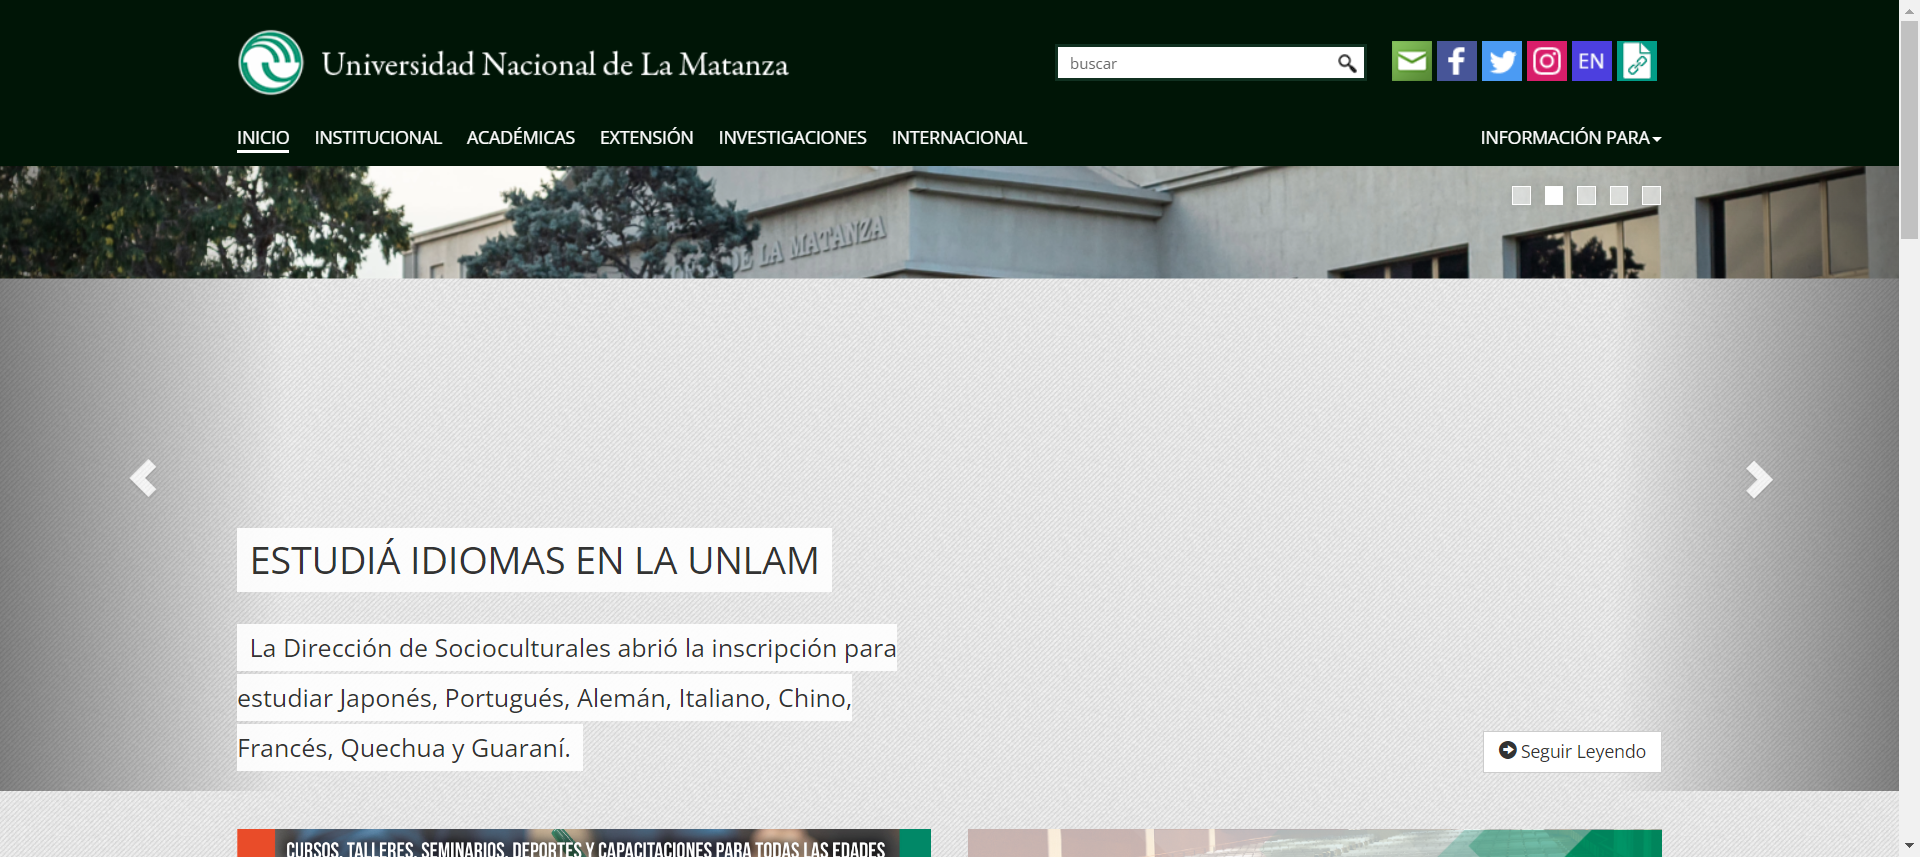 Universidad Nacional de La Matanza
buscar
EN
INICIO INSTITUCIONAL ACADÉMICAS EXTENSIÓN INVESTIGACIONES INTERNACIONAL INFORMACIÓN PARA
DE LA MATANZA
ESTUDIÁ IDIOMAS EN LA UNLAM
La Dirección de Socioculturales abrió la inscripción para
estudiar Japonés, Portugués, Alemán, Italiano, Chino,
Francés, Quechua y Guaraní.
Seguir Leyendo
CURSOS, TALLERES, SEMINARIOS, DEPORTES Y CAPACITACIONES PARA TODAS LAS EDADES